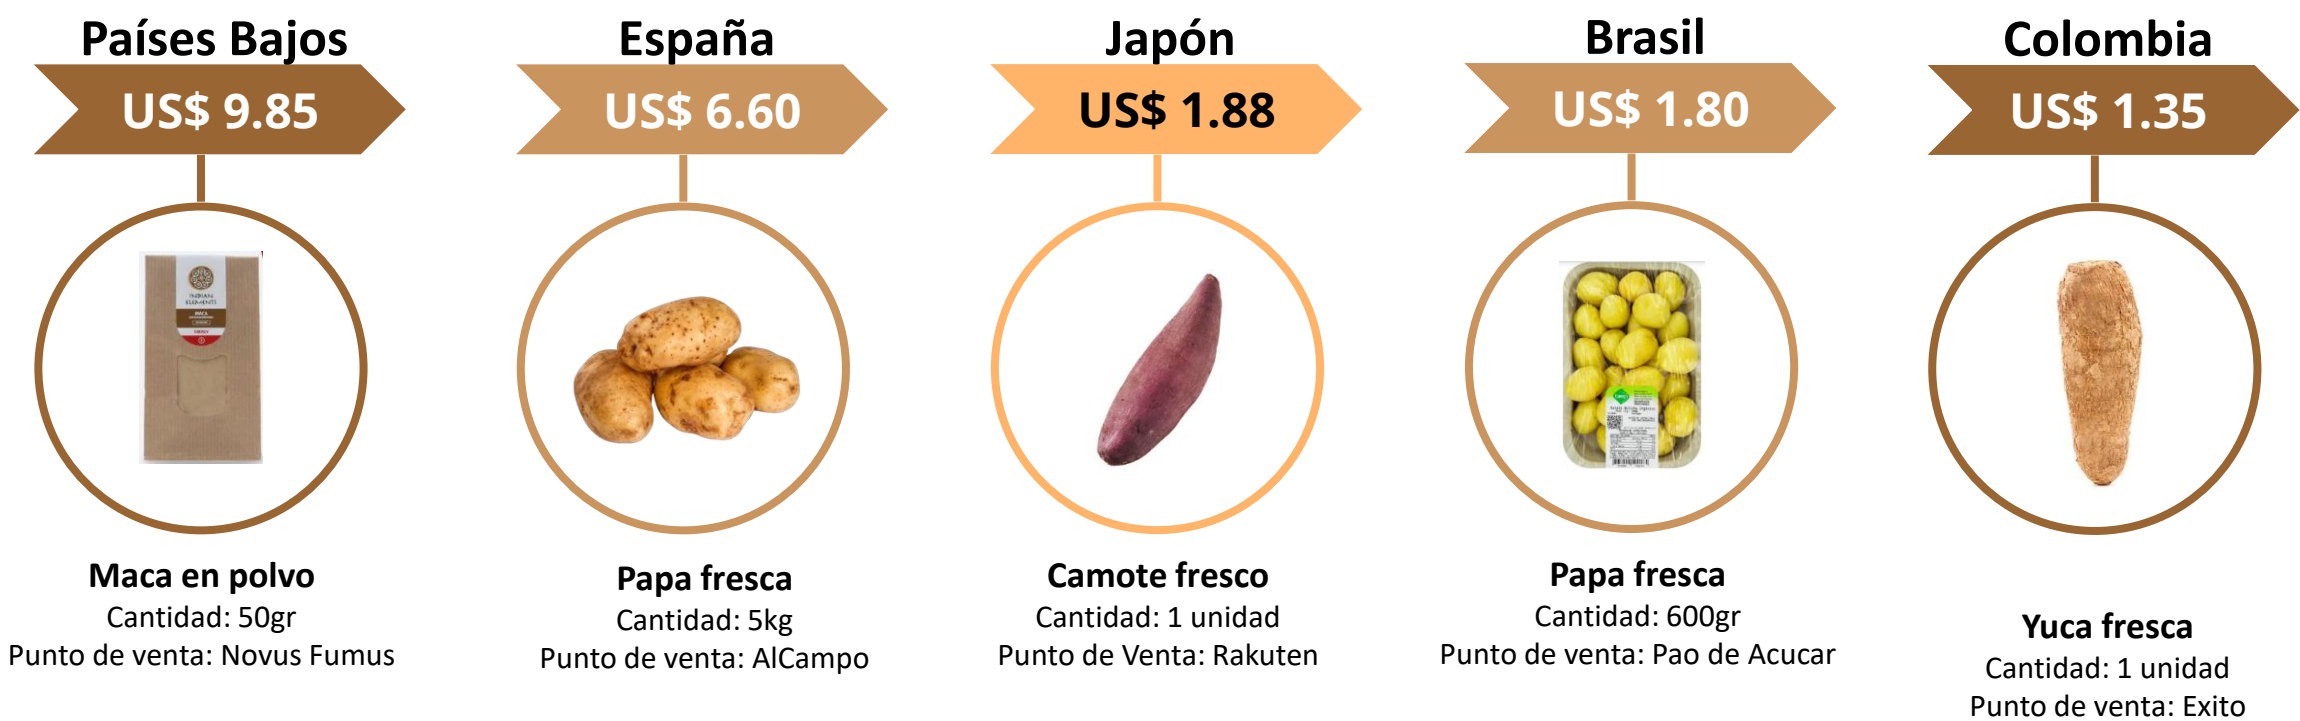 Países Bajos
US$ 9.85
INDIAN
ELEMENTS
MACA
Maca en polvo
Cantidad: 50gr
Punto de venta: Novus Fumus
España
US$ 6.60
Papa fresca
Cantidad: 5kg
Punto de venta: AlCampo
Japón
US$ 1.88
Camote fresco
Cantidad: 1 unidad
Punto de Venta: Rakuten
Brasil
US$ 1.80
Papa fresca
Cantidad: 600gr
Punto de venta: Pao de Acucar
Colombia
US$ 1.35
Yuca fresca
Cantidad: 1 unidad
Punto de venta: Exito